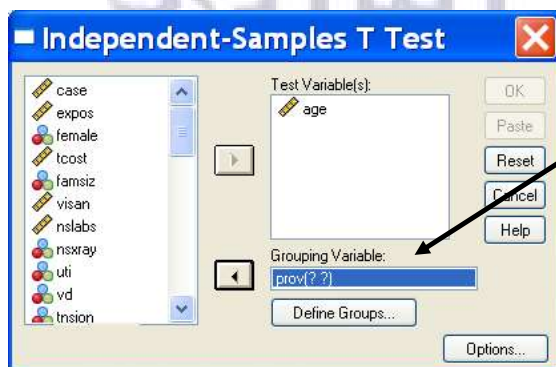 Independent-Samples T Test
case
expos
female
tcost
famsiz
visan
nslabs
nsxray
uti
vd
tnsion
Test Variable(s):
age
Grouping Variable:
prov(? ?)
Define Groups...
OK
Paste
Reset
Cancel
Help
Options...